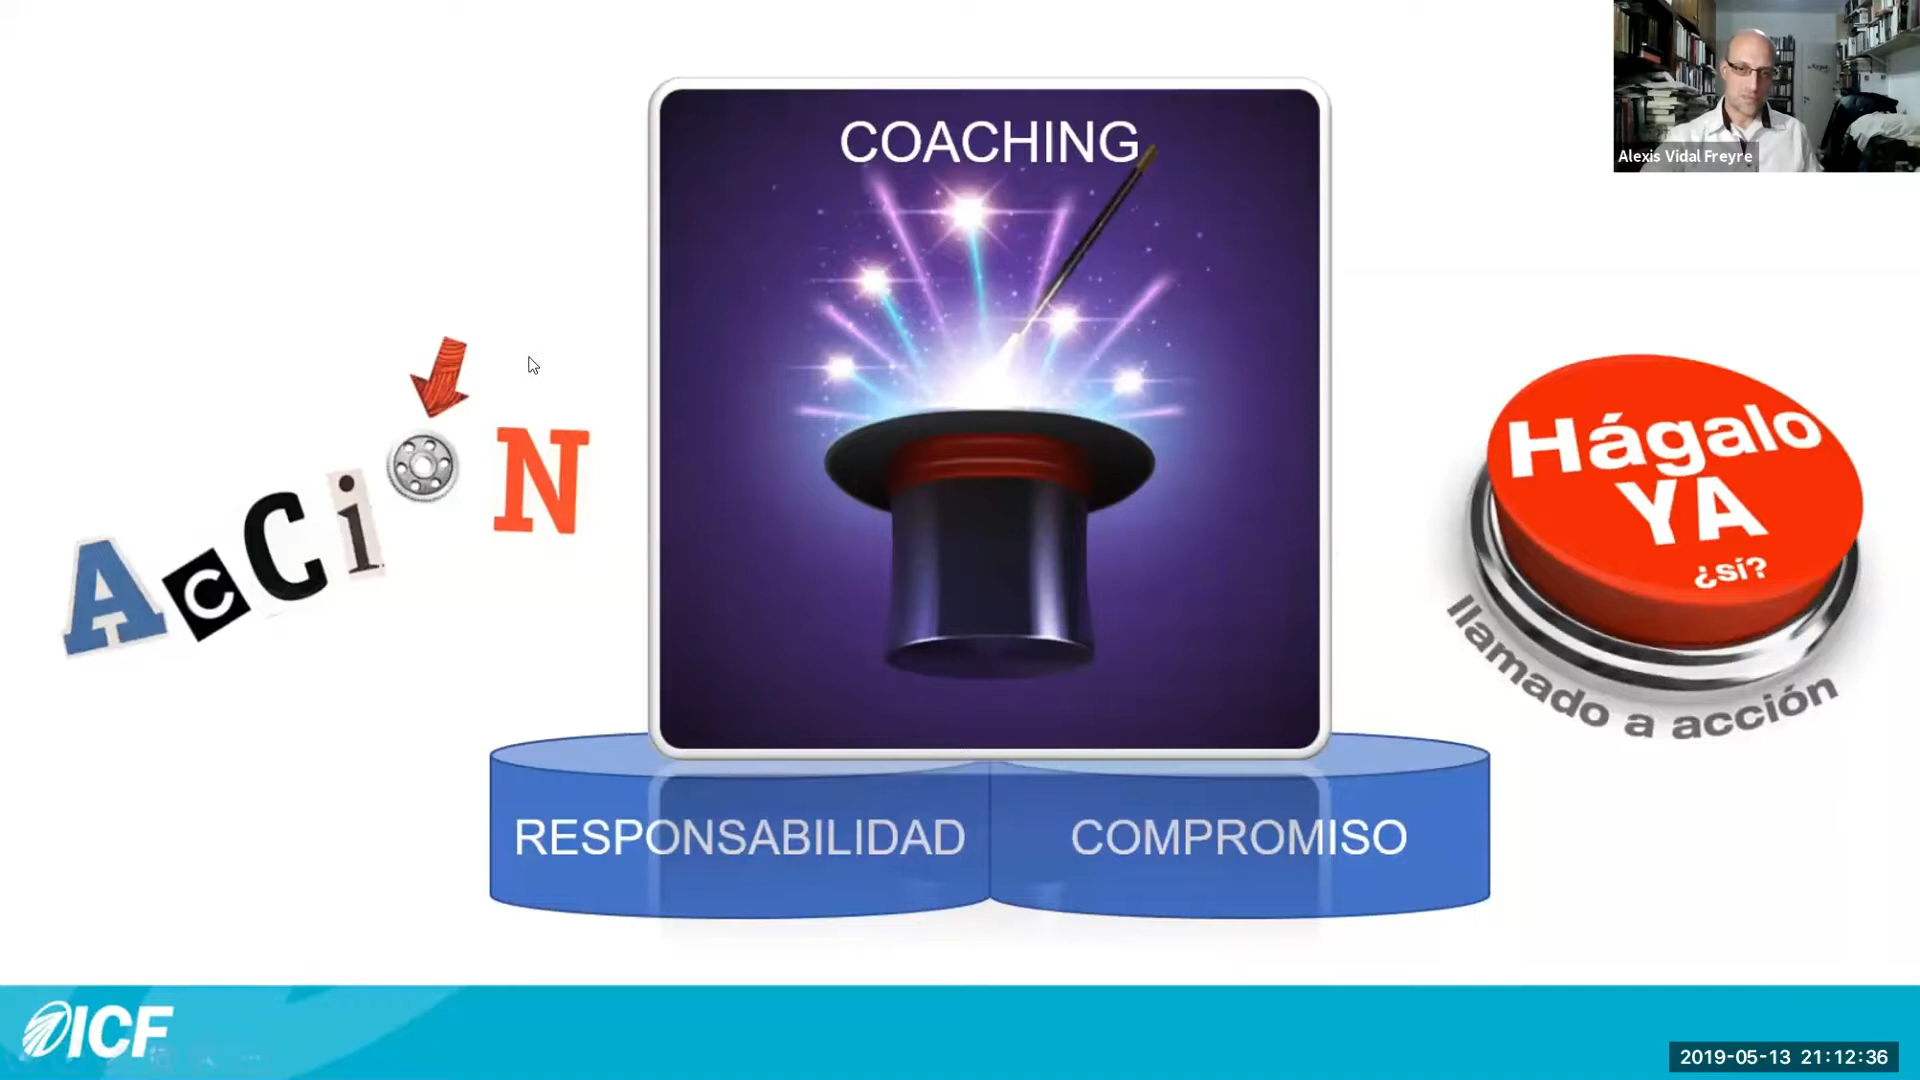 COACHING
Alexis Vidal Freyre
AcCióN
Hágalo
YA
¿sí?
llamado a acción
RESPONSABILIDAD
COMPROMISO
ICF
2019-05-13 21:12:36